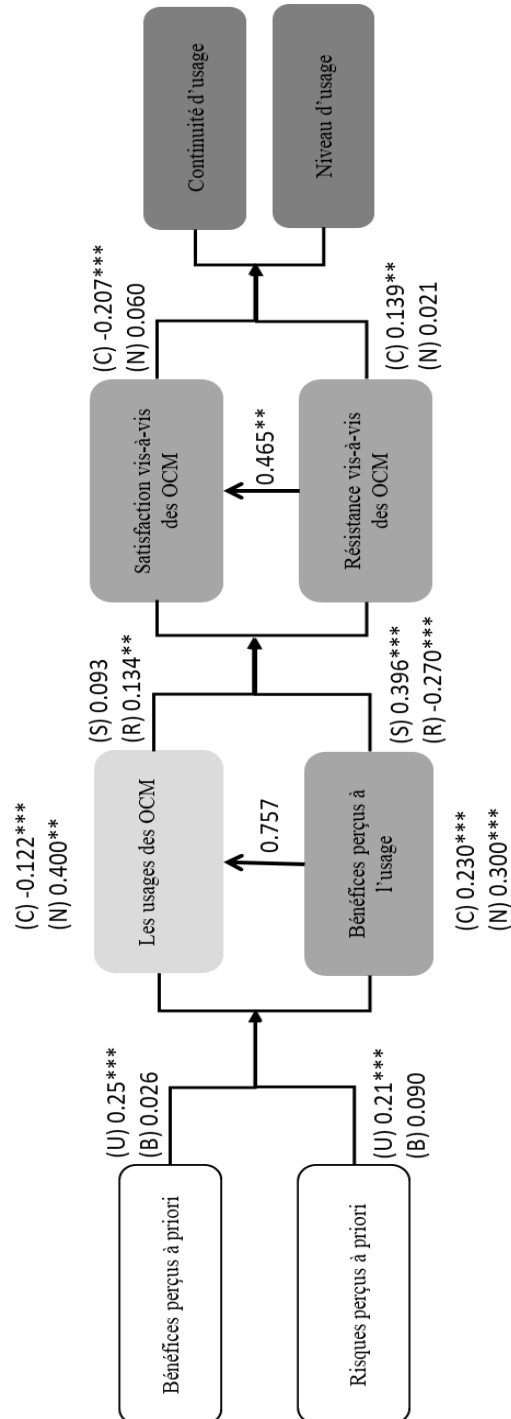 Bénéfices perçus à priori
Risques perçus à priori
(U) 0.25***
(B) 0.026
(U) 0.21***
(B) 0.090
(C) -0.122***
(N) 0.400**
Les usages des OCM
0.757
Bénéfices perçus à
l'usage
(C) 0.230***
(N) 0.300***
(S) 0.093
(R) 0.134**
(S) 0.396***
(R) -0.270***
Satisfaction vis-à-vis
des OCM
0.465**
Résistance vis-à-vis
des OCM
(C) -0.207***
(N) 0.060
(C) 0.139**
(N) 0.021
Continuité d'usage
Niveau d'usage